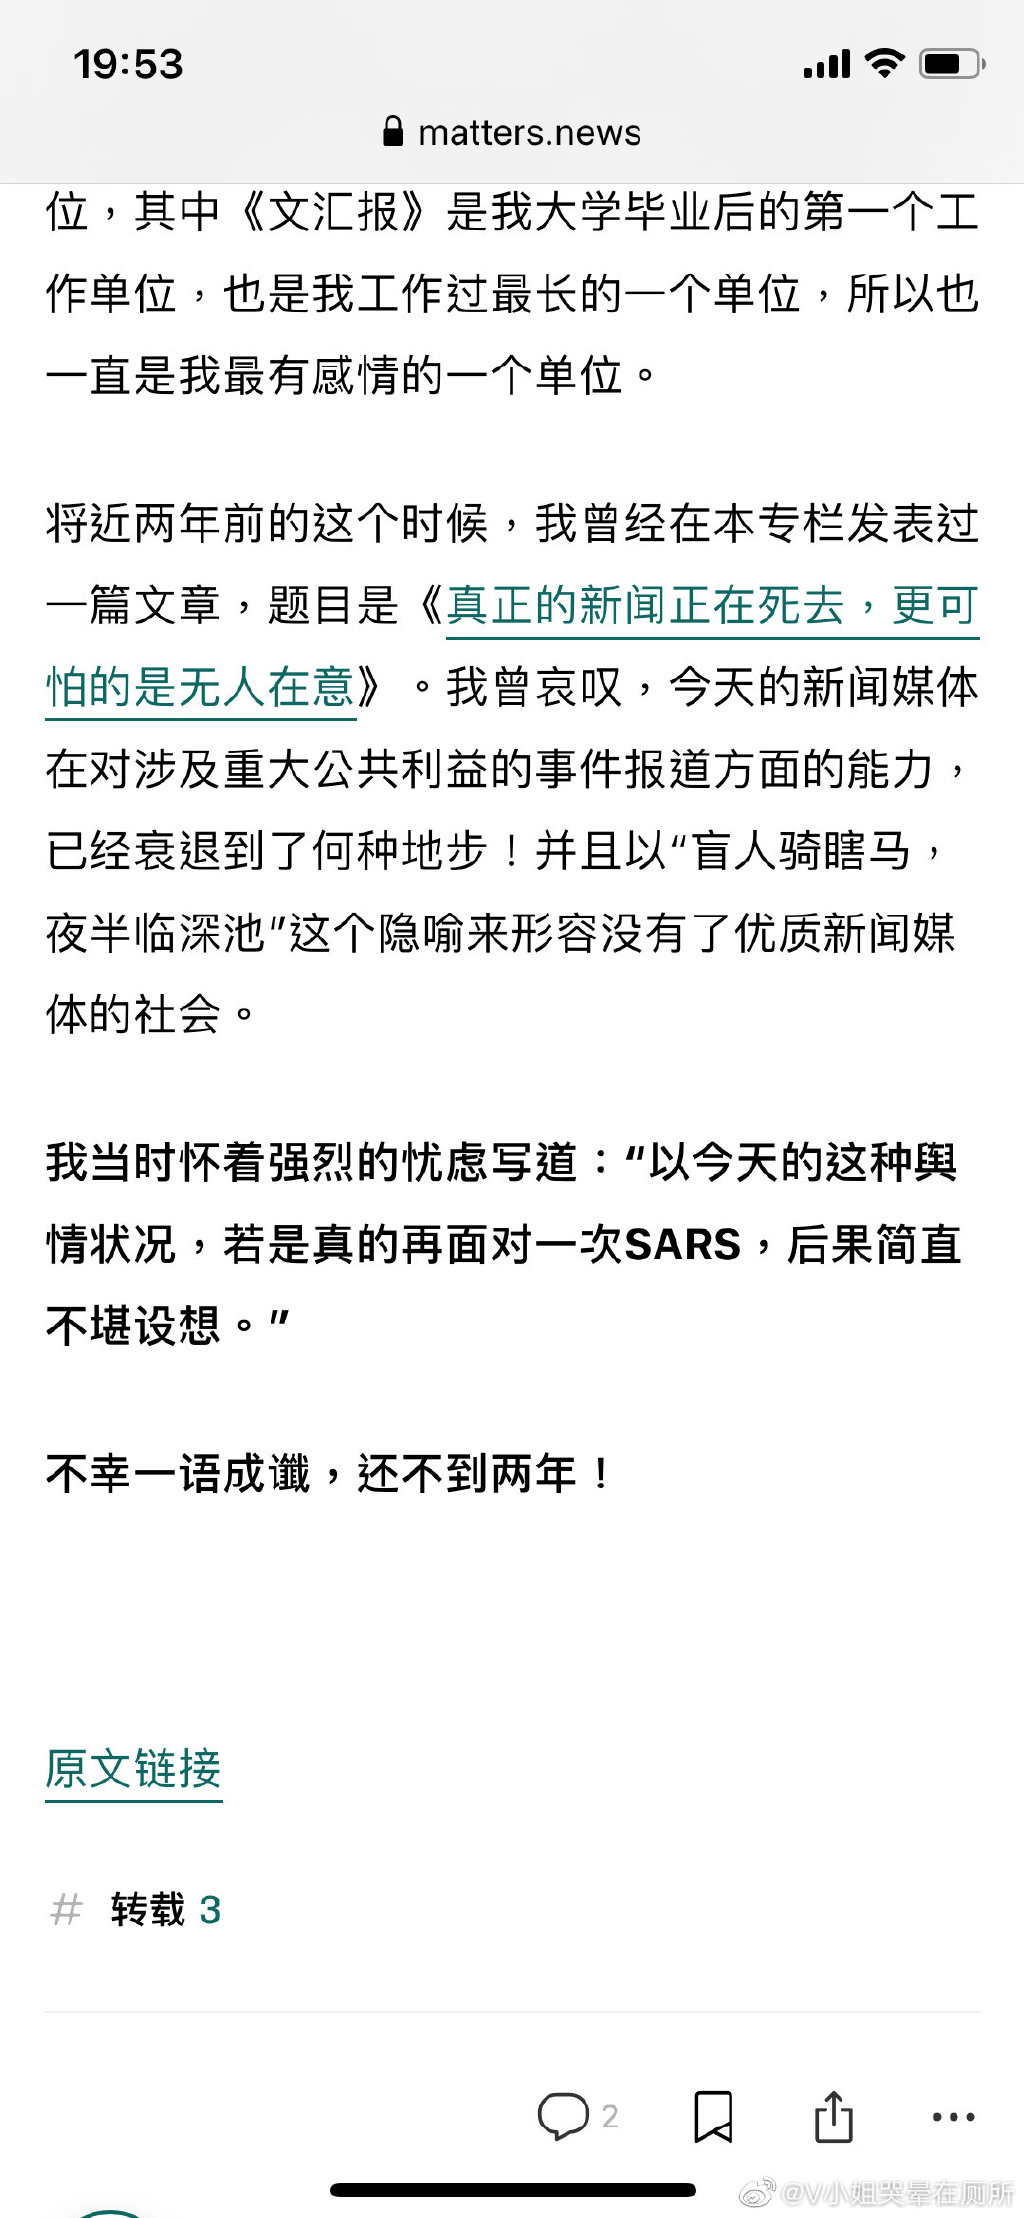 19:53
matters.news
位，其中《文汇报》是我大学毕业后的第一个工
作单位，也是我工作过最长的一个单位，所以也
一直是我最有感情的一个单位。
将近两年前的这个时候，我曾经在本专栏发表过
一篇文章，题目是《真正的新闻正在死去，更可
怕的是无人在意》。我曾哀叹，今天的新闻媒体
在对涉及重大公共利益的事件报道方面的能力，
已经衰退到了何种地步！并且以“盲人骑瞎马，
夜半临深池”这个隐喻来形容没有了优质新闻媒
体的社会。
我当时怀着强烈的忧虑写道：“以今天的这种舆
情状况，若是真的再面对一次SARS，后果简直
不堪设想。”
不幸一语成谶，还不到两年！
原文链接
# 转载 3
2
@V小姐哭晕在厕所